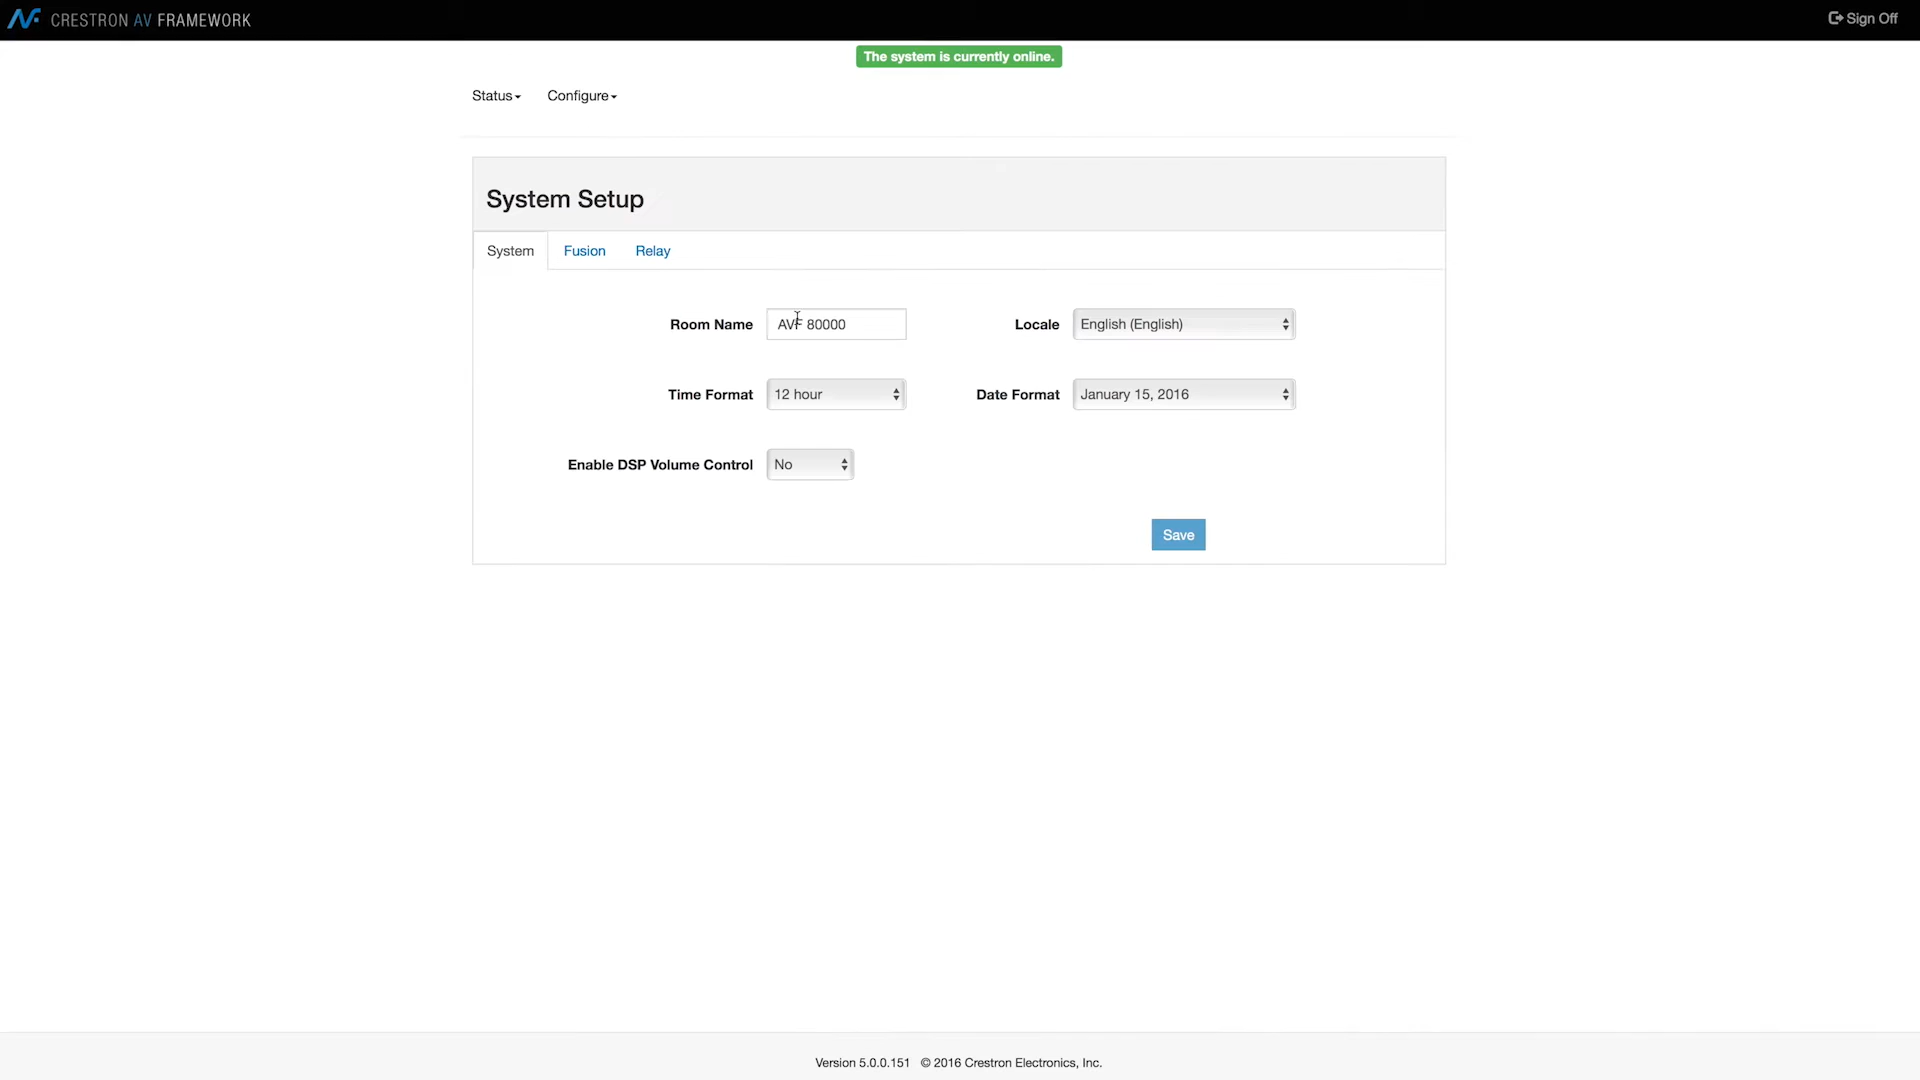 CRESTRON AV FRAMEWORK
Sign Off
The system is currently online.
Status
Configure
System Setup
System
Fusion
Relay
Room Name
AVF 80000
Locale
English (English)
Time Format
12 hour
Date Format
January 15, 2016
Enable DSP Volume Control
No
Save
Version 5.0.0.151 © 2016 Crestron Electronics, Inc.